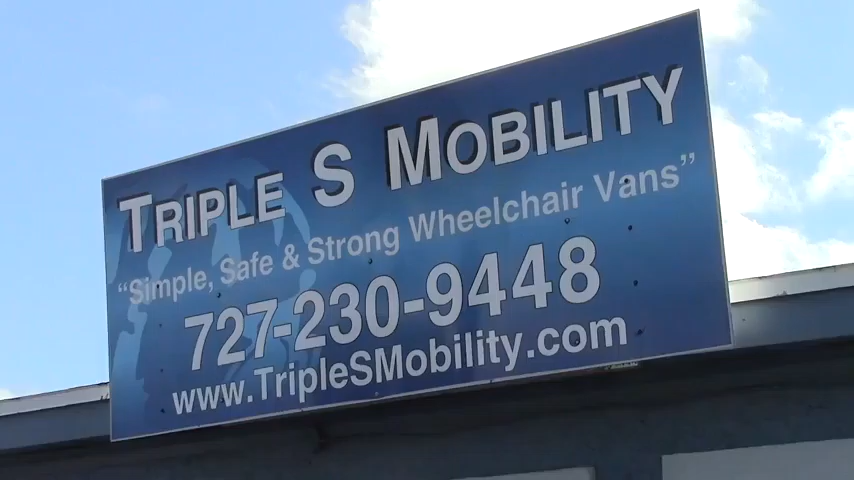 TRIPLE S MOBILITY
“Simple, Safe & Strong Wheelchair Vans”
727-230-9448
www.TripleSMobility.com